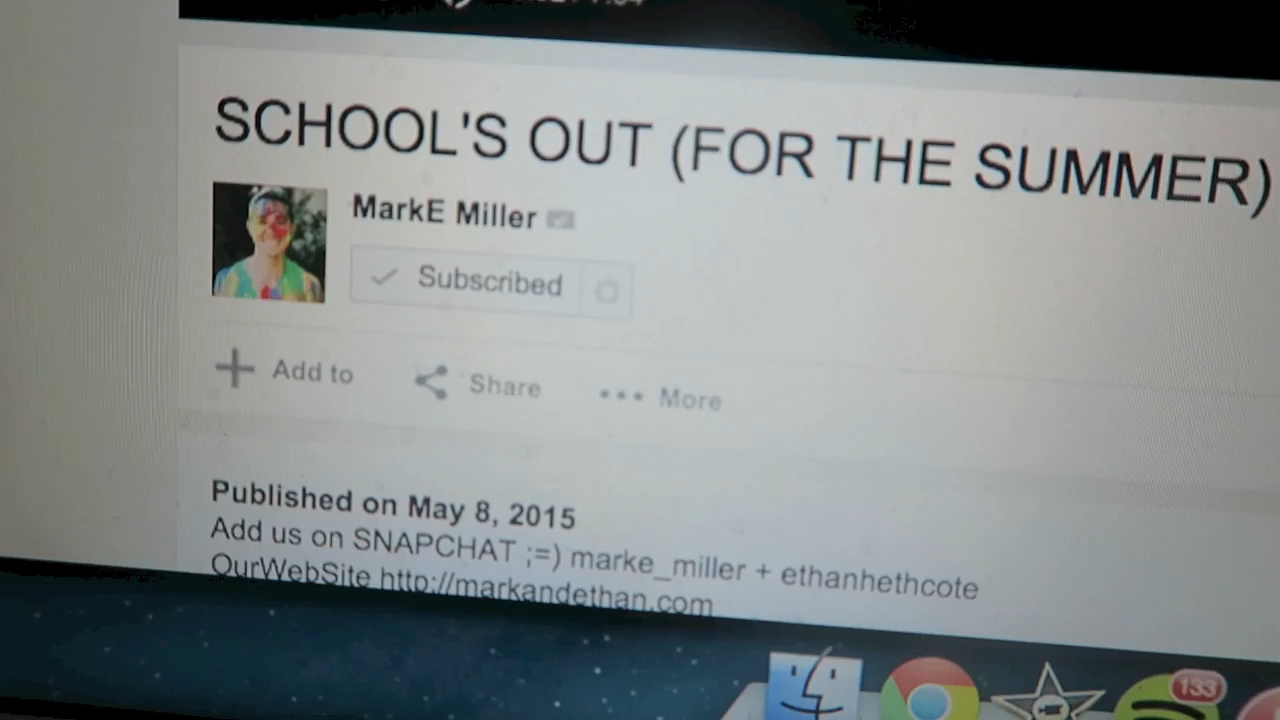 SCHOOL'S OUT (FOR THE SUMMER)
MarkE Miller
Subscribed
Add to
Share
More
Published on May 8, 2015
Add us on SNAPCHAT ;=) marke_miller + ethanhethcote
OurWebSite http://markandethan.com
133